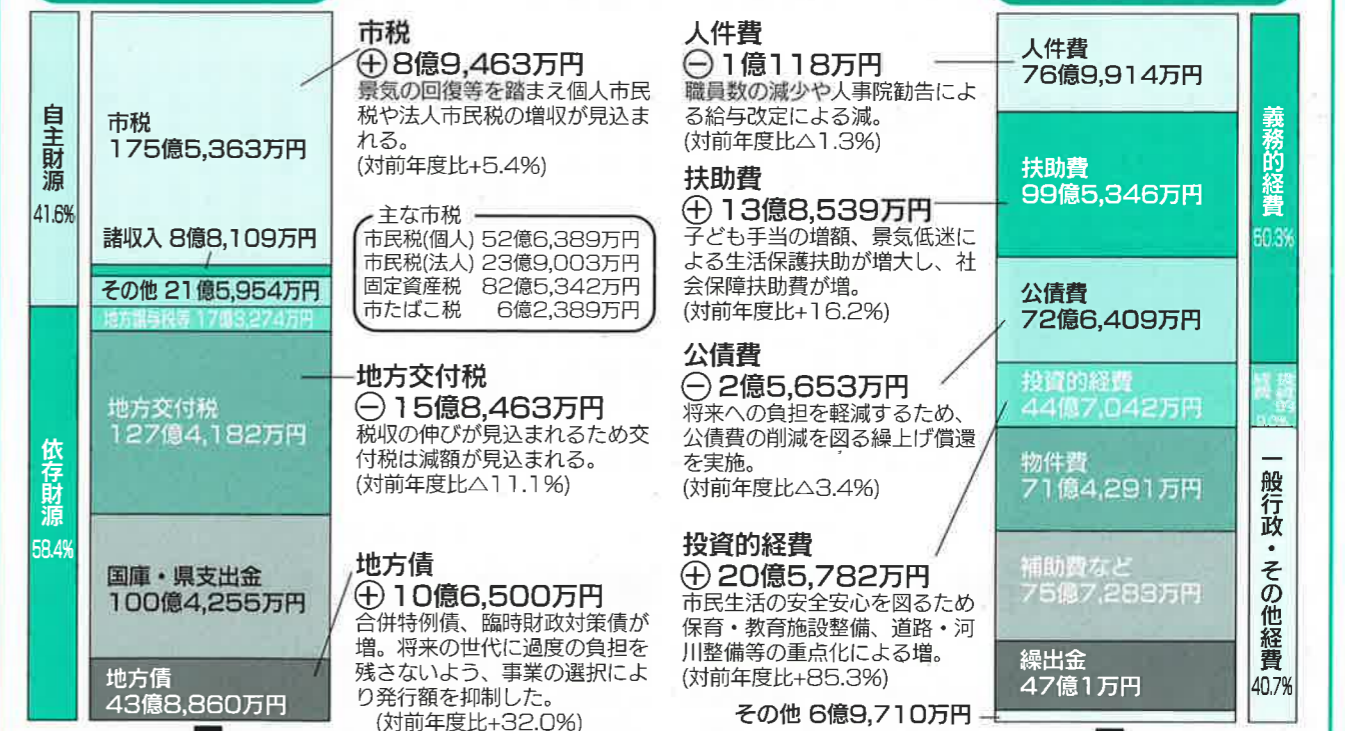 自主財源
41.6%
依存財源
58.4%
市税
175億5,363万円
諸収入 8億8,109万円
その他 21億5,954万円
地方譲与税等 17億3,274万円
地方交付税
127億4,182万円
国庫・県支出金
100億4,255万円
地方債
43億8,860万円
市税
⊕ 8億9,463万円
景気の回復等を踏まえ個人市民
税や法人市民税の増収が見込ま
れる。
(対前年度比+5.4%)
主な市税
市民税(個人) 52億6,389万円
市民税(法人) 23億9,003万円
固定資産税 82億5,342万円
市たばこ税 6億2,389万円
地方交付税
⊖ 15億8,463万円
税収の伸びが見込まれるため交
付税は減額が見込まれる。
(対前年度比△11.1%)
地方債
⊕ 10億6,500万円
合併特例債、臨時財政対策債が
増。将来の世代に過度の負担を
残さないよう、事業の選択によ
り発行額を抑制した。
(対前年度比+32.0%)
人件費
⊖ 1億118万円
職員数の減少や人事院勧告によ
る給与改定による減。
(対前年度比△1.3%)
扶助費
⊕ 13億8,539万円
子ども手当の増額、景気低迷に
よる生活保護扶助が増大し、社
会保障扶助費が増。
(対前年度比+16.2%)
公債費
⊖ 2億5,653万円
将来への負担を軽減するため、
公債費の削減を図る繰上げ償還
を実施。
(対前年度比△3.4%)
投資的経費
⊕ 20億5,782万円
市民生活の安全安心を図るため
保育・教育施設整備、道路・河
川整備等の重点化による増。
(対前年度比+85.3%)
その他 6億9,710万円
人件費
76億9,914万円
扶助費
99億5,346万円
公債費
72億6,409万円
投資的経費
44億7,042万円
物件費
71億4,291万円
補助費など
75億7,283万円
繰出金
47億1万円
義務的経費
50.3%
投資的
経費
9.0%
一般行政・その他経費
40.7%